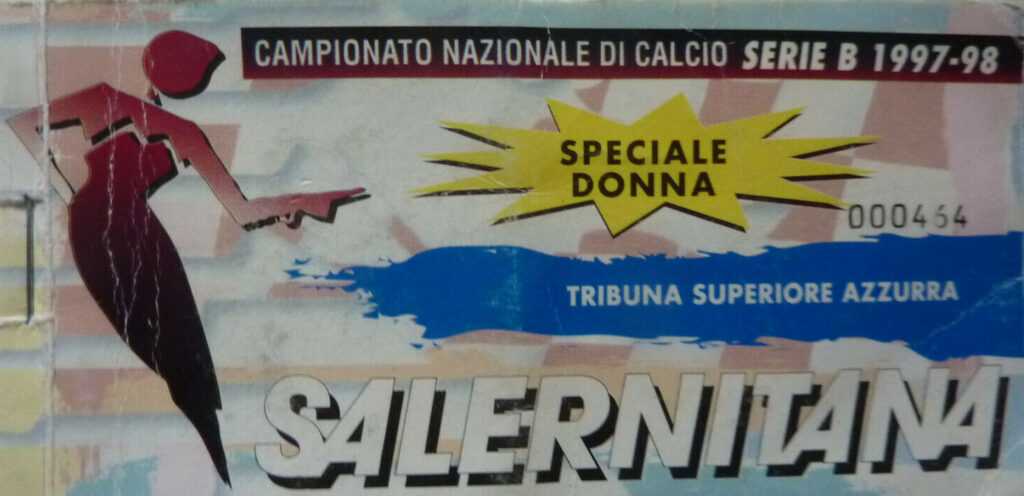 CAMPIONATO NAZIONALE DI CALCIO SERIE B 1997-98
SPECIALE
DONNA
000464
TRIBUNA SUPERIORE AZZURRA
SALERNITANA